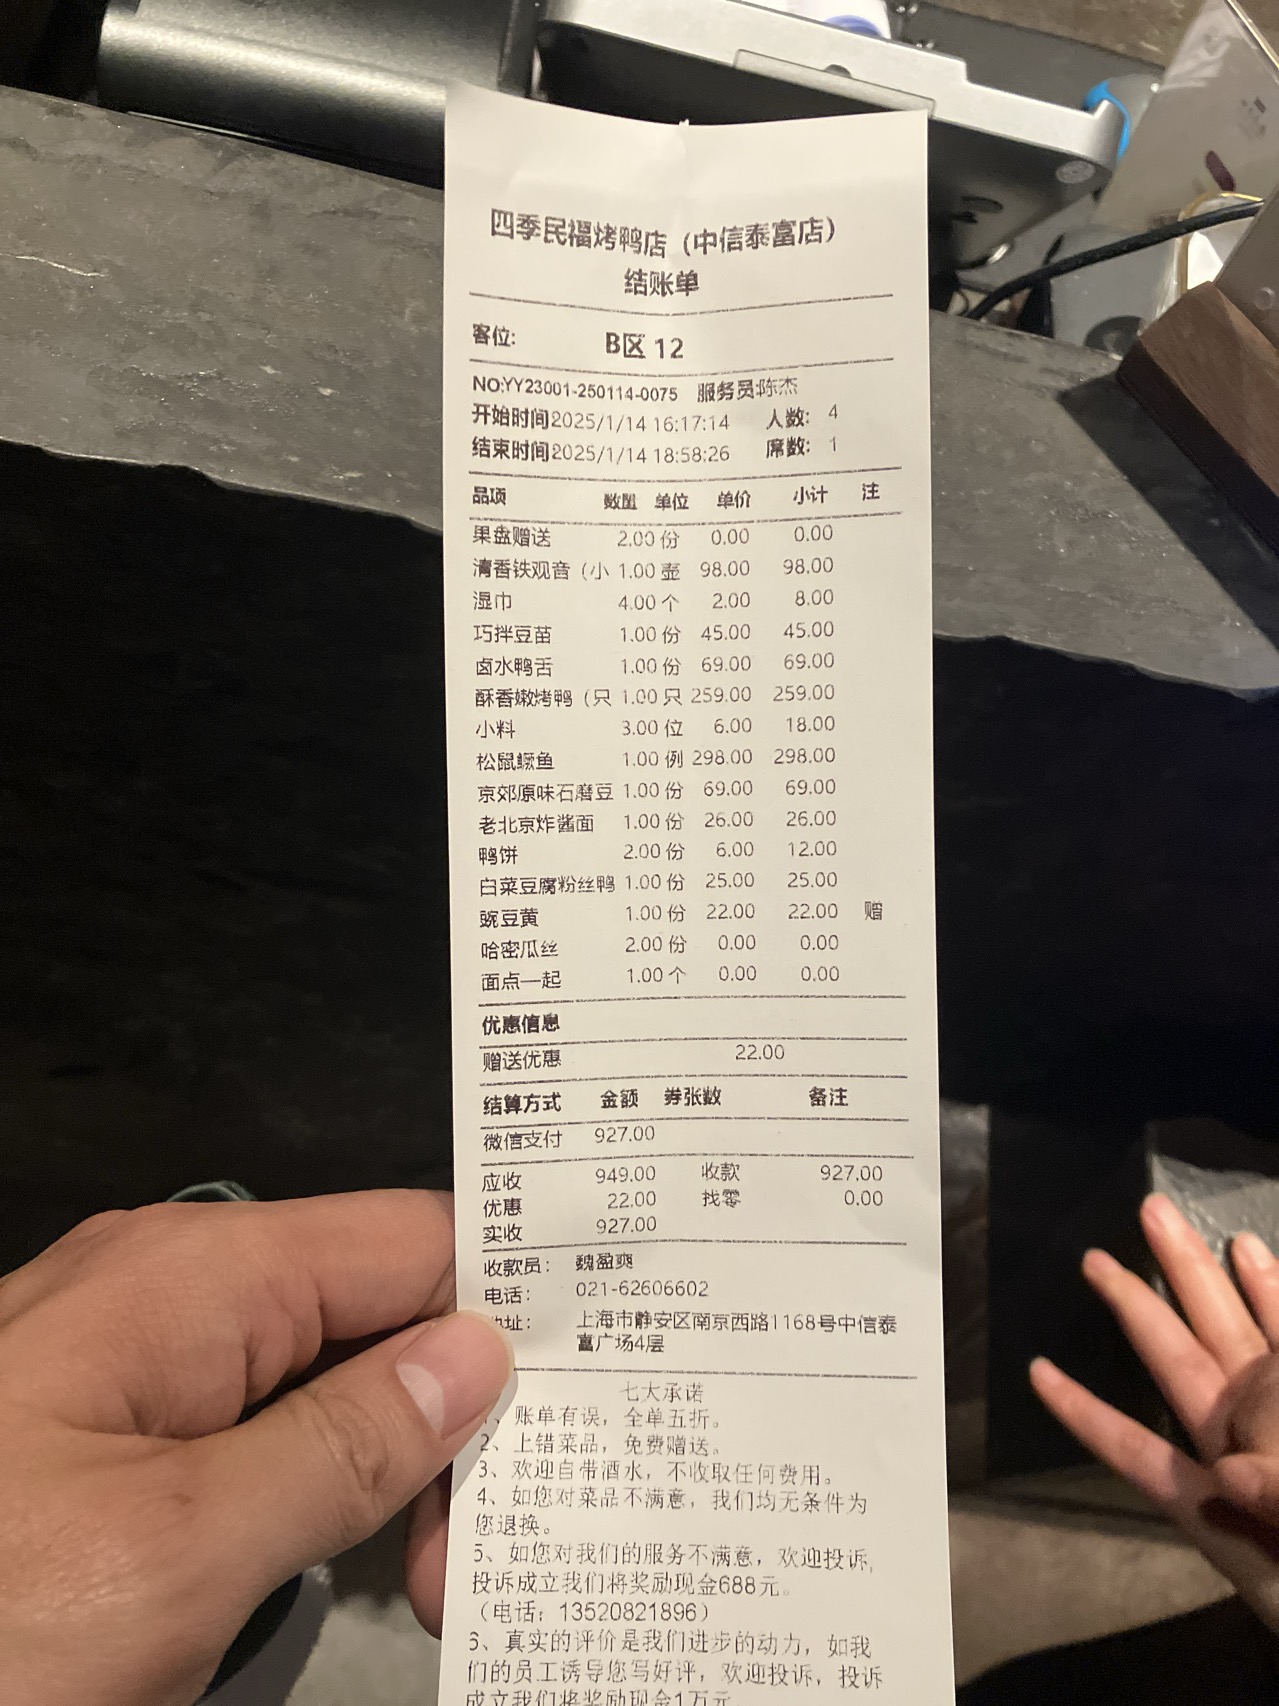 四季民福烤鸭店（中信泰富店）
结账单
客位: B区 12
NO:YY23001-250114-0075 服务员:陈杰
开始时间2025/1/14 16:17:14 人数: 4
结束时间2025/1/14 18:58:26 席数: 1
品项 数量 单位 单价 小计 注
果盘赠送 2.00 份 0.00 0.00
清香铁观音（小 1.00 壶 98.00 98.00
湿巾 4.00 个 2.00 8.00
巧拌豆苗 1.00 份 45.00 45.00
卤水鸭舌 1.00 份 69.00 69.00
酥香嫩烤鸭（只 1.00 只 259.00 259.00
小料 3.00 位 6.00 18.00
松鼠鳜鱼 1.00 例 298.00 298.00
京郊原味石磨豆 1.00 份 69.00 69.00
老北京炸酱面 1.00 份 26.00 26.00
鸭饼 2.00 份 6.00 12.00
白菜豆腐粉丝鸭 1.00 份 25.00 25.00
豌豆黄 1.00 份 22.00 22.00 赠
哈密瓜丝 2.00 份 0.00 0.00
面点一起 1.00 个 0.00 0.00
优惠信息
赠送优惠 22.00
结算方式 金额 券张数 备注
微信支付 927.00
应收 949.00 收款 927.00
优惠 22.00 找零 0.00
实收 927.00
收款员: 魏盈爽
电话: 021-62606602
地址: 上海市静安区南京西路1168号中信泰
富广场4层
七大承诺
1、账单有误，全单五折。
2、上错菜品，免费赠送。
3、欢迎自带酒水，不收取任何费用。
4、如您对菜品不满意，我们均无条件为
您退换。
5、如您对我们的服务不满意，欢迎投诉,
投诉成立我们将奖励现金688元。
（电话：13520821896）
6、真实的评价是我们进步的动力，如我
们的员工诱导您写好评，欢迎投诉，投诉
成立我们将奖励现金1万元